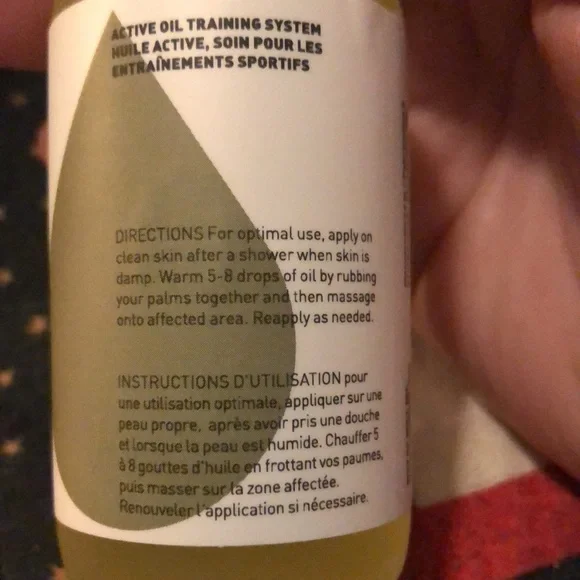 ACTIVE OIL TRAINING SYSTEM
HUILE ACTIVE, SOIN POUR LES
ENTRAÎNEMENTS SPORTIFS
DIRECTIONS For optimal use, apply on
clean skin after a shower when skin is
damp. Warm 5-8 drops of oil by rubbing
your palms together and then massage
onto affected area. Reapply as needed.
INSTRUCTIONS D'UTILISATION pour
une utilisation optimale, appliquer sur une
peau propre, après avoir pris une douche
et lorsque la peau est humide. Chauffer 5
à 8 gouttes d'huile en frottant vos paumes,
puis masser sur la zone affectée.
Renouveler l'application si nécessaire.